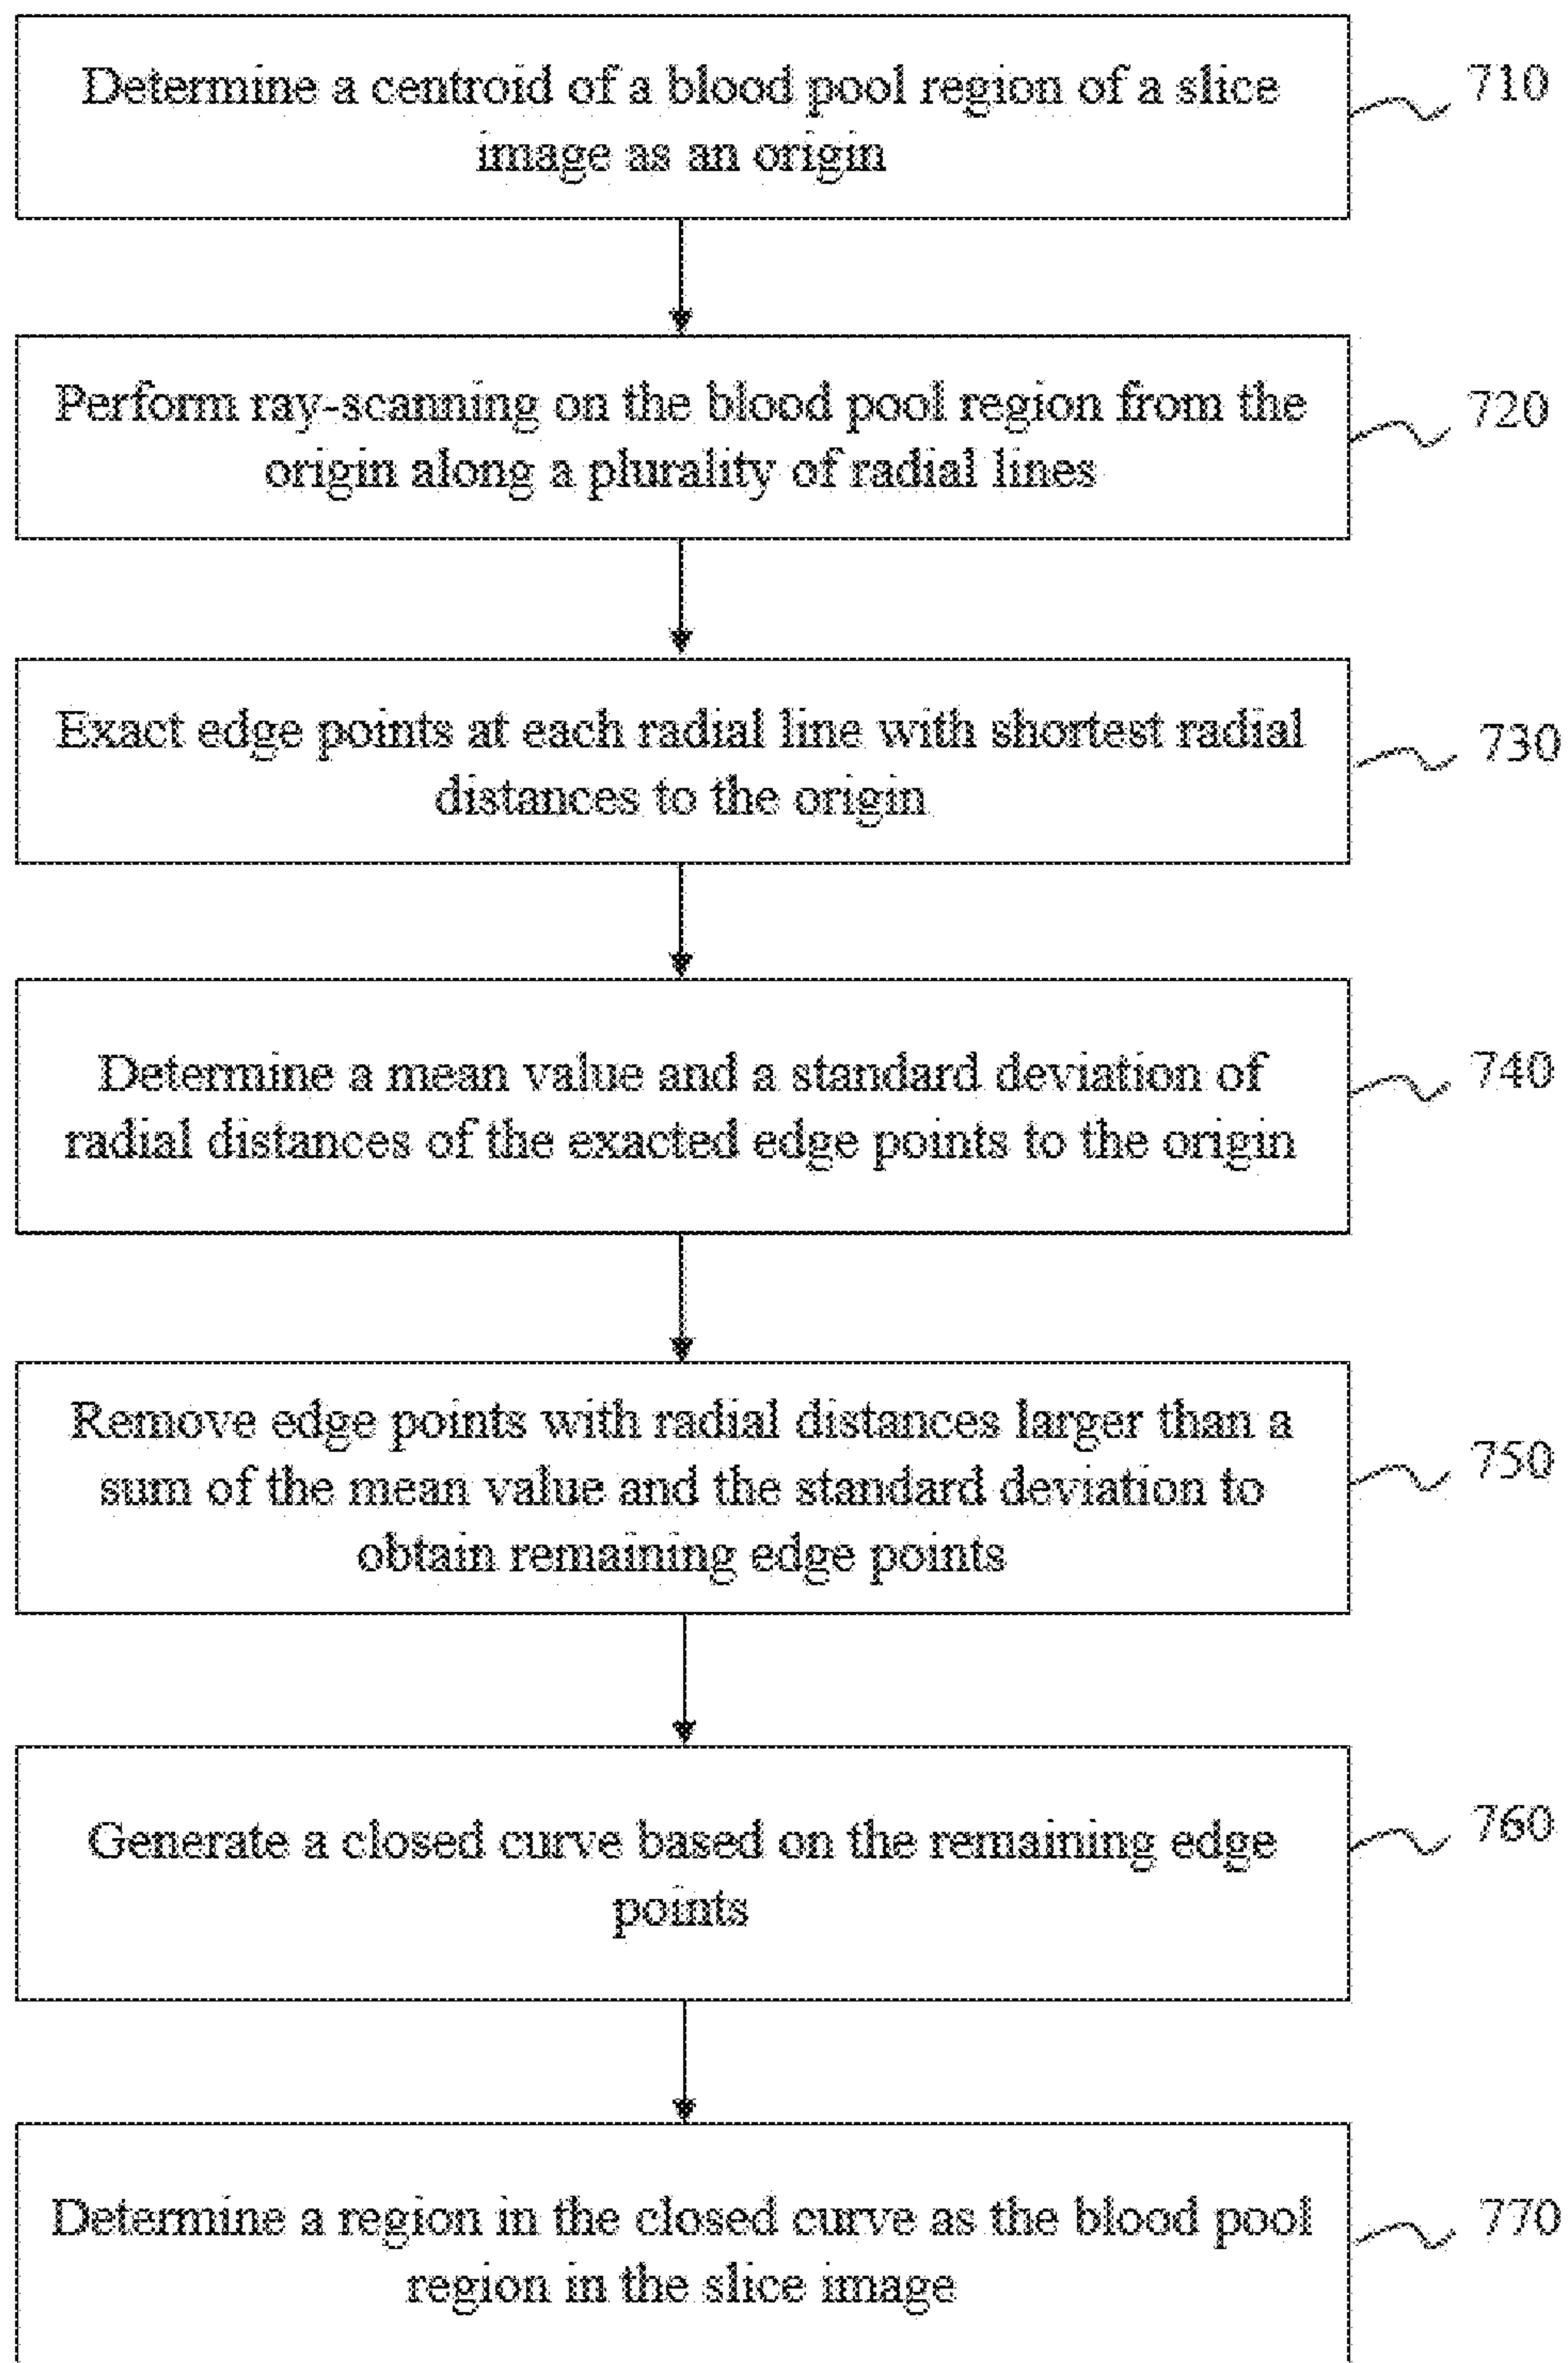 Determine a centroid of a blood pool region of a slice
image as an origin
710
Perform ray-scanning on the blood pool region from the
origin along a plurality of radial lines
720
Exact edge points at each radial line with shortest radial
distances to the origin
730
Determine a mean value and a standard deviation of
radial distances of the exacted edge points to the origin
740
Remove edge points with radial distances larger than a
sum of the mean value and the standard deviation to
obtain remaining edge points
750
Generate a closed curve based on the remaining edge
points
760
Determine a region in the closed curve as the blood pool
region in the slice image
770